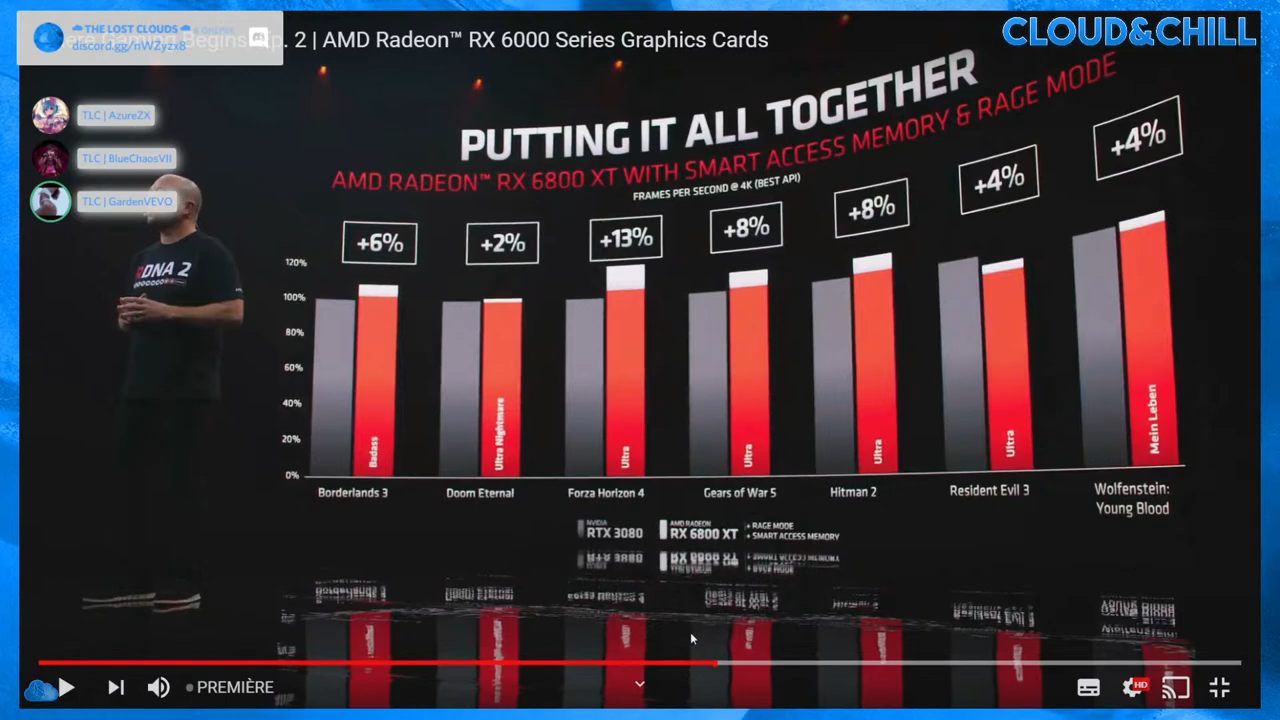 THE LOST CLOUDS
discord.gg/nWZyzx8
CLOUD&CHILL
ere Gaming Begins: Ep. 2 | AMD Radeon™ RX 6000 Series Graphics Cards
TLC | AzureZX
TLC | BlueChaosVII
TLC | GardenVEVO
RDNA 2
PUTTING IT ALL TOGETHER
AMD RADEON™ RX 6800 XT WITH SMART ACCESS MEMORY & RAGE MODE
FRAMES PER SECOND @ 4K (BEST API)
+6%
+2%
+13%
+8%
+8%
+4%
+4%
120%
100%
80%
60%
40%
20%
0%
Badass
Ultra Nightmare
Ultra
Ultra
Ultra
Ultra
Mein Leben
Borderlands 3
Doom Eternal
Forza Horizon 4
Gears of War 5
Hitman 2
Resident Evil 3
Wolfenstein:
Young Blood
NVIDIA
RTX 3080
AMD RADEON
RX 6800 XT
+ RAGE MODE
+ SMART ACCESS MEMORY
PREMIÈRE
HD